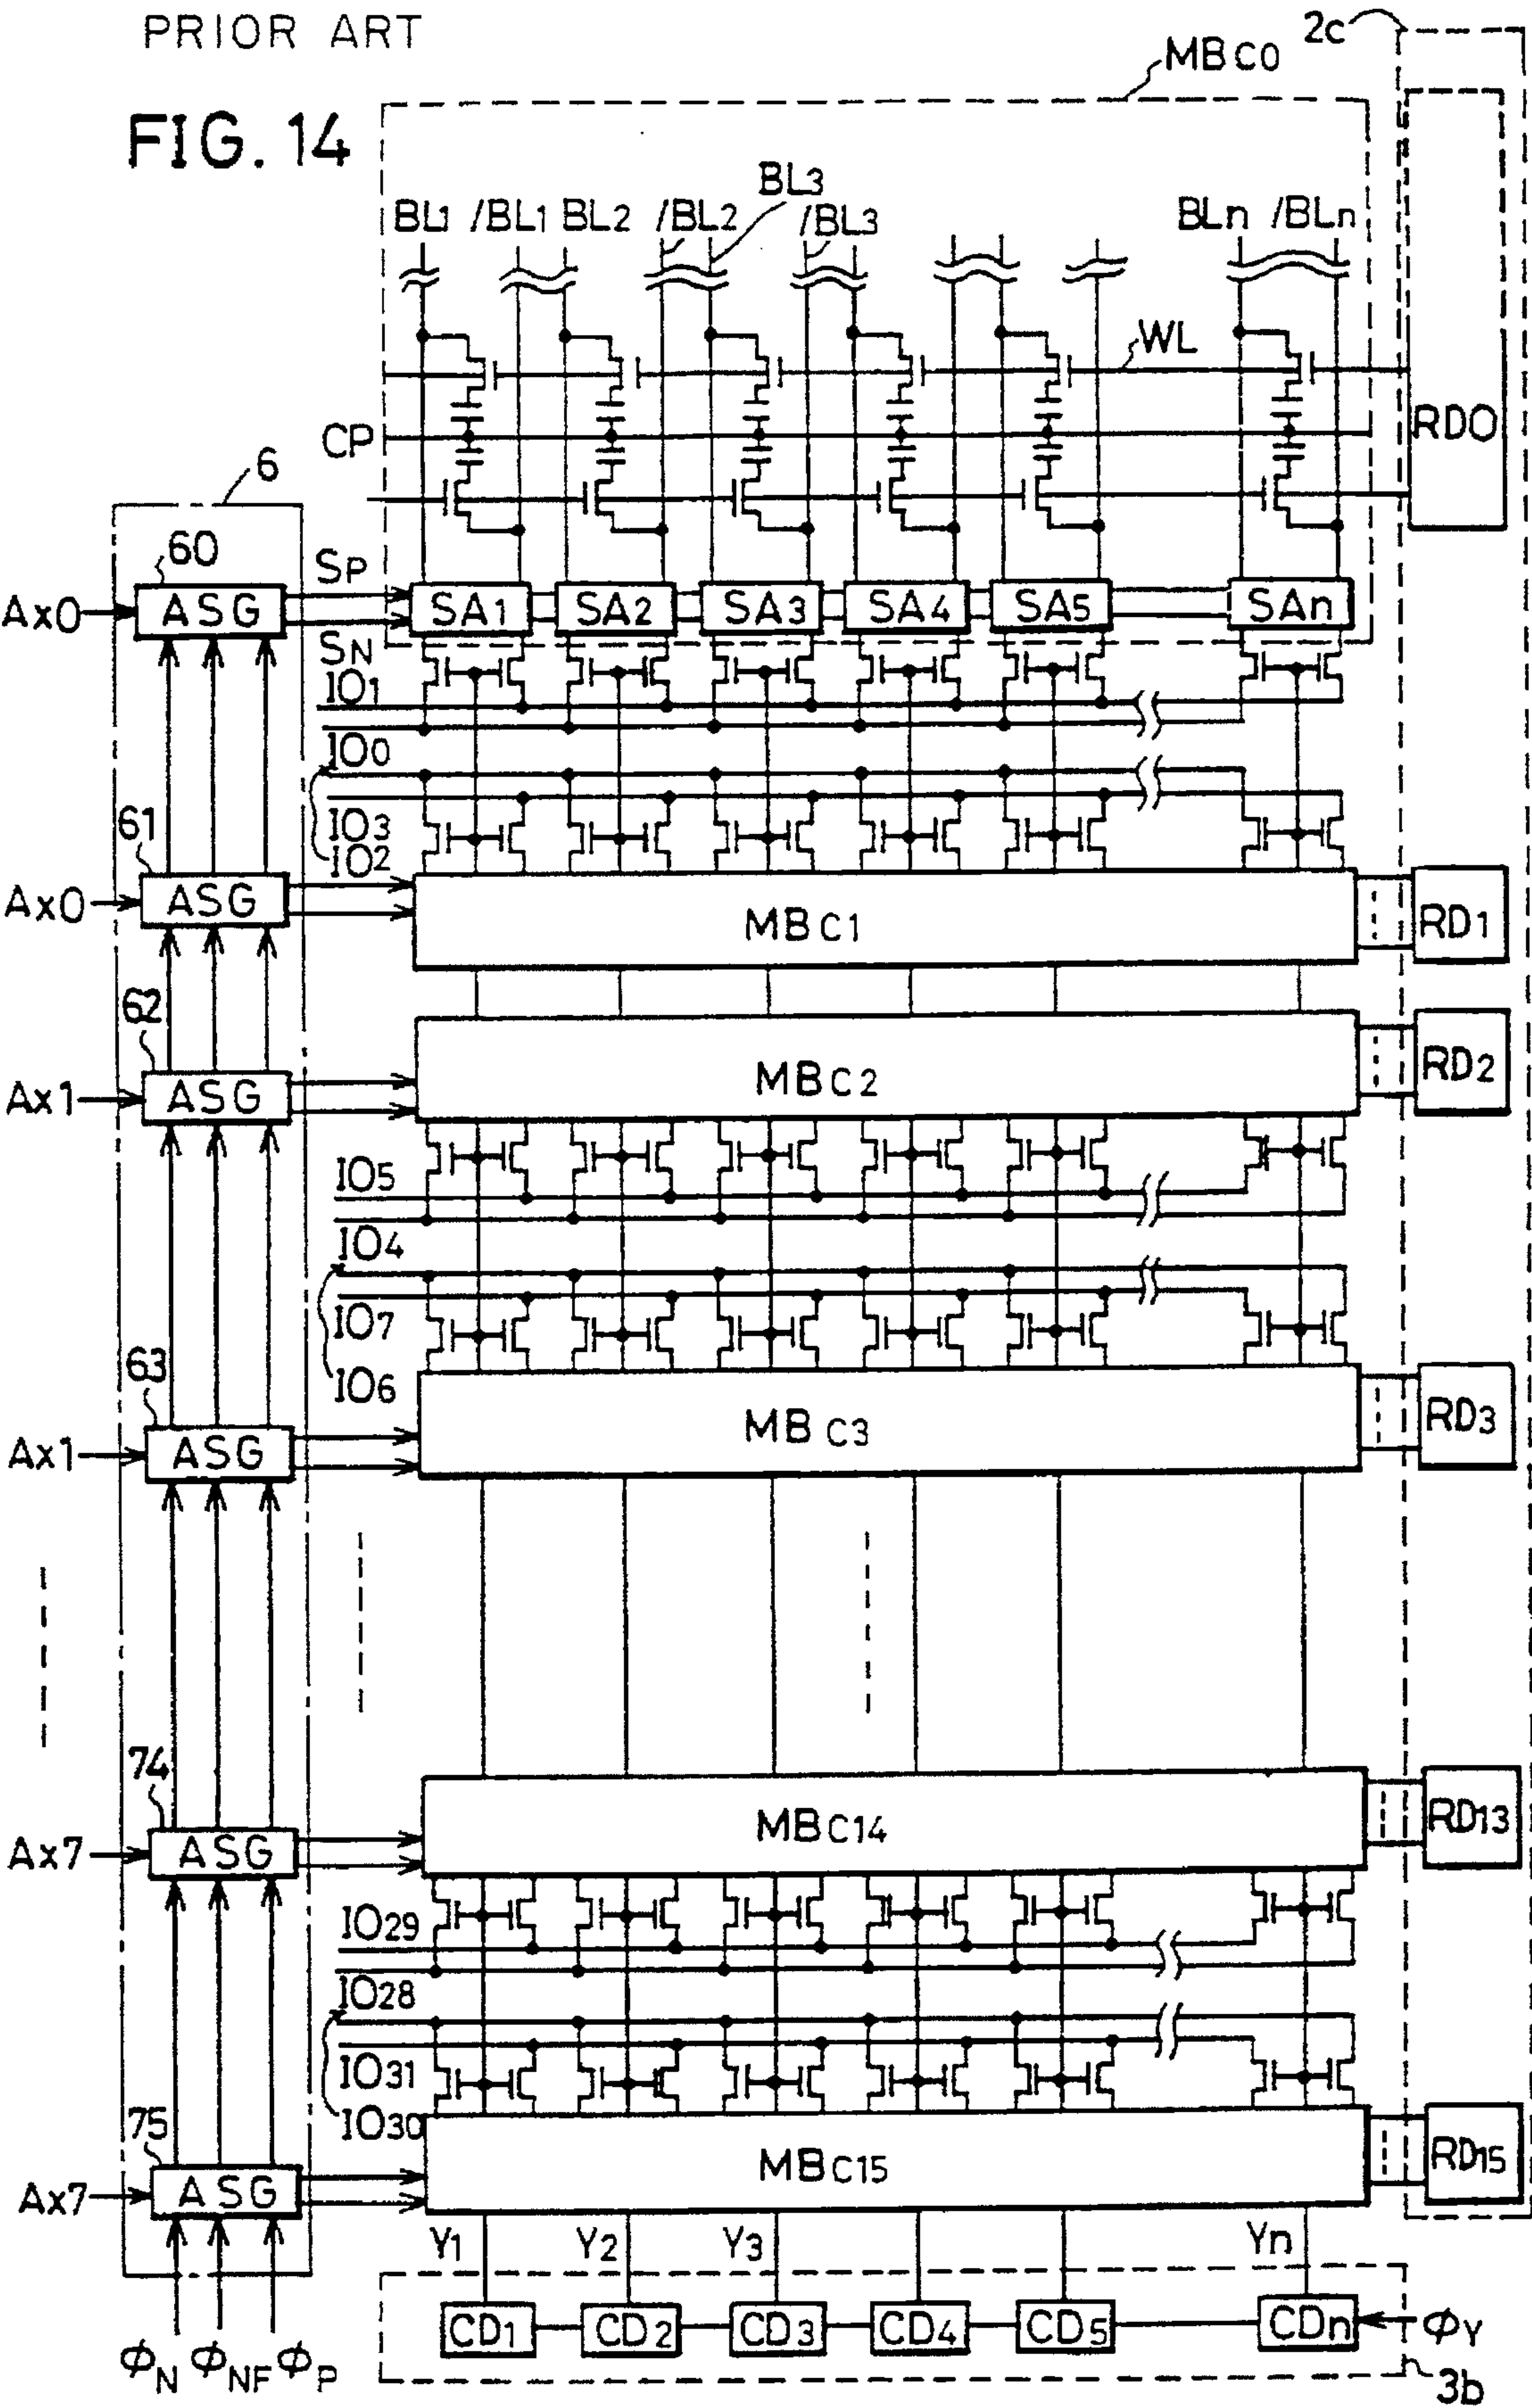 PRIOR ART
2c
MBC0
FIG. 14
BL3
BL1 /BL1 BL2 /BL2 /BL3 BLn /BLn
WL
CP
RD0
6
60
SP
Ax0 ASG SA1 SA2 SA3 SA4 SA5 SAn
SN
IO1
IO0
IO3
61
IO2
Ax0 ASG MBC1 RD1
62
Ax1 ASG MBC2 RD2
IO5
IO4
IO7
63
IO6
Ax1 ASG MBC3 RD3
74
Ax7 ASG MBC14 RD13
IO29
IO28
IO31
75
IO30
Ax7 ASG MBC15 RD15
Y1 Y2 Y3 Yn
CD1 CD2 CD3 CD4 CD5 CDn ΦY
ΦN ΦNF ΦP
3b